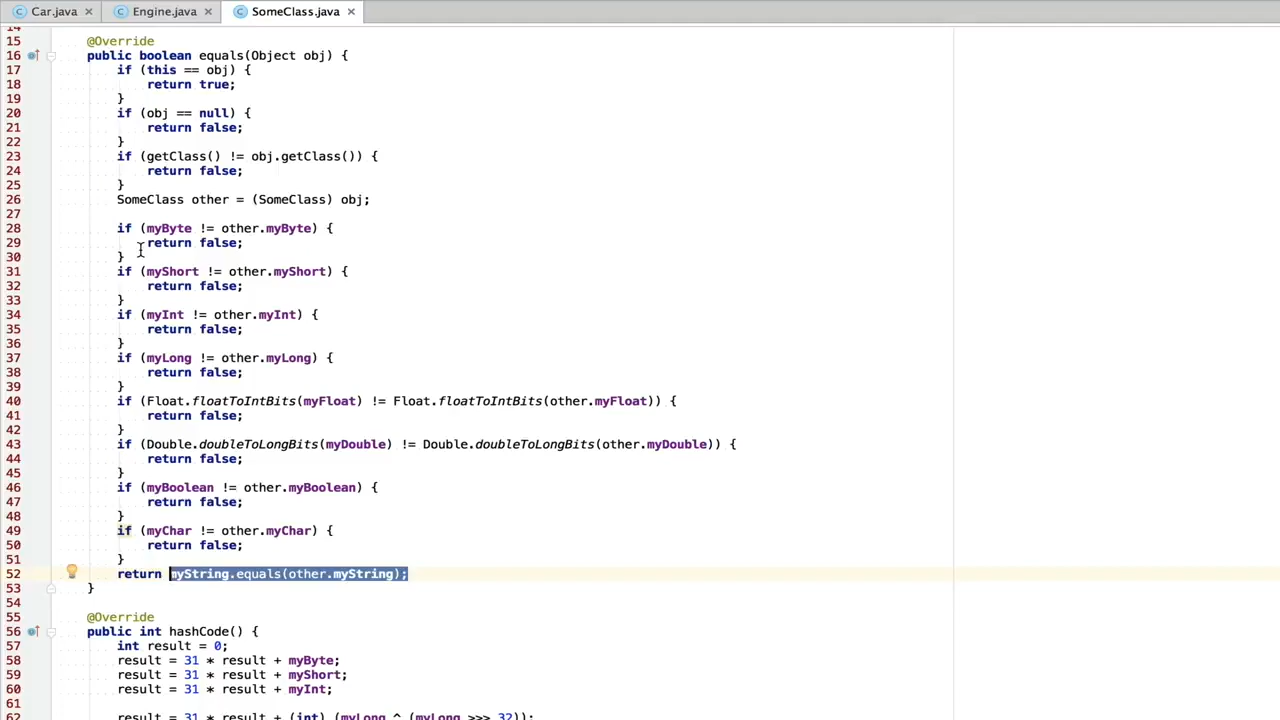 Car.java Engine.java SomeClass.java
14
15 @Override
16 public boolean equals(Object obj) {
17 if (this == obj) {
18 return true;
19 }
20 if (obj == null) {
21 return false;
22 }
23 if (getClass() != obj.getClass()) {
24 return false;
25 }
26 SomeClass other = (SomeClass) obj;
27
28 if (myByte != other.myByte) {
29 return false;
30 }
31 if (myShort != other.myShort) {
32 return false;
33 }
34 if (myInt != other.myInt) {
35 return false;
36 }
37 if (myLong != other.myLong) {
38 return false;
39 }
40 if (Float.floatToIntBits(myFloat) != Float.floatToIntBits(other.myFloat)) {
41 return false;
42 }
43 if (Double.doubleToLongBits(myDouble) != Double.doubleToLongBits(other.myDouble)) {
44 return false;
45 }
46 if (myBoolean != other.myBoolean) {
47 return false;
48 }
49 if (myChar != other.myChar) {
50 return false;
51 }
52 return myString.equals(other.myString);
53 }
54
55 @Override
56 public int hashCode() {
57 int result = 0;
58 result = 31 * result + myByte;
59 result = 31 * result + myShort;
60 result = 31 * result + myInt;
61
62 result = 31 * result + (int) (myLong ^ (myLong >>> 32));